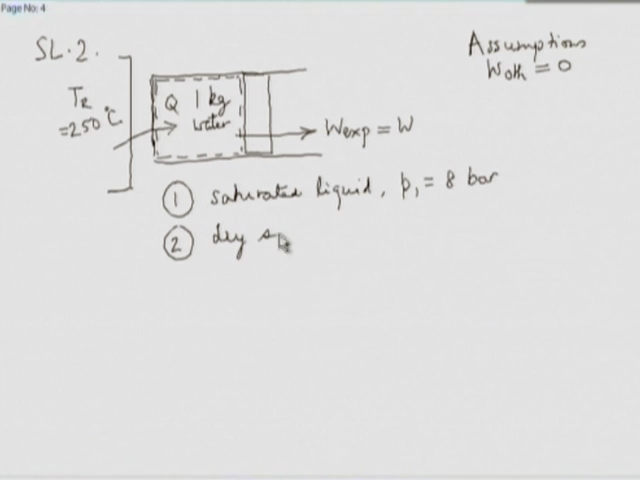 Page No: 4
SL.2.
Assumptions
Woth = 0
TR
= 250°C
Q 1 kg
water
Wexp = W
1 saturated liquid, p1 = 8 bar
2 dry s